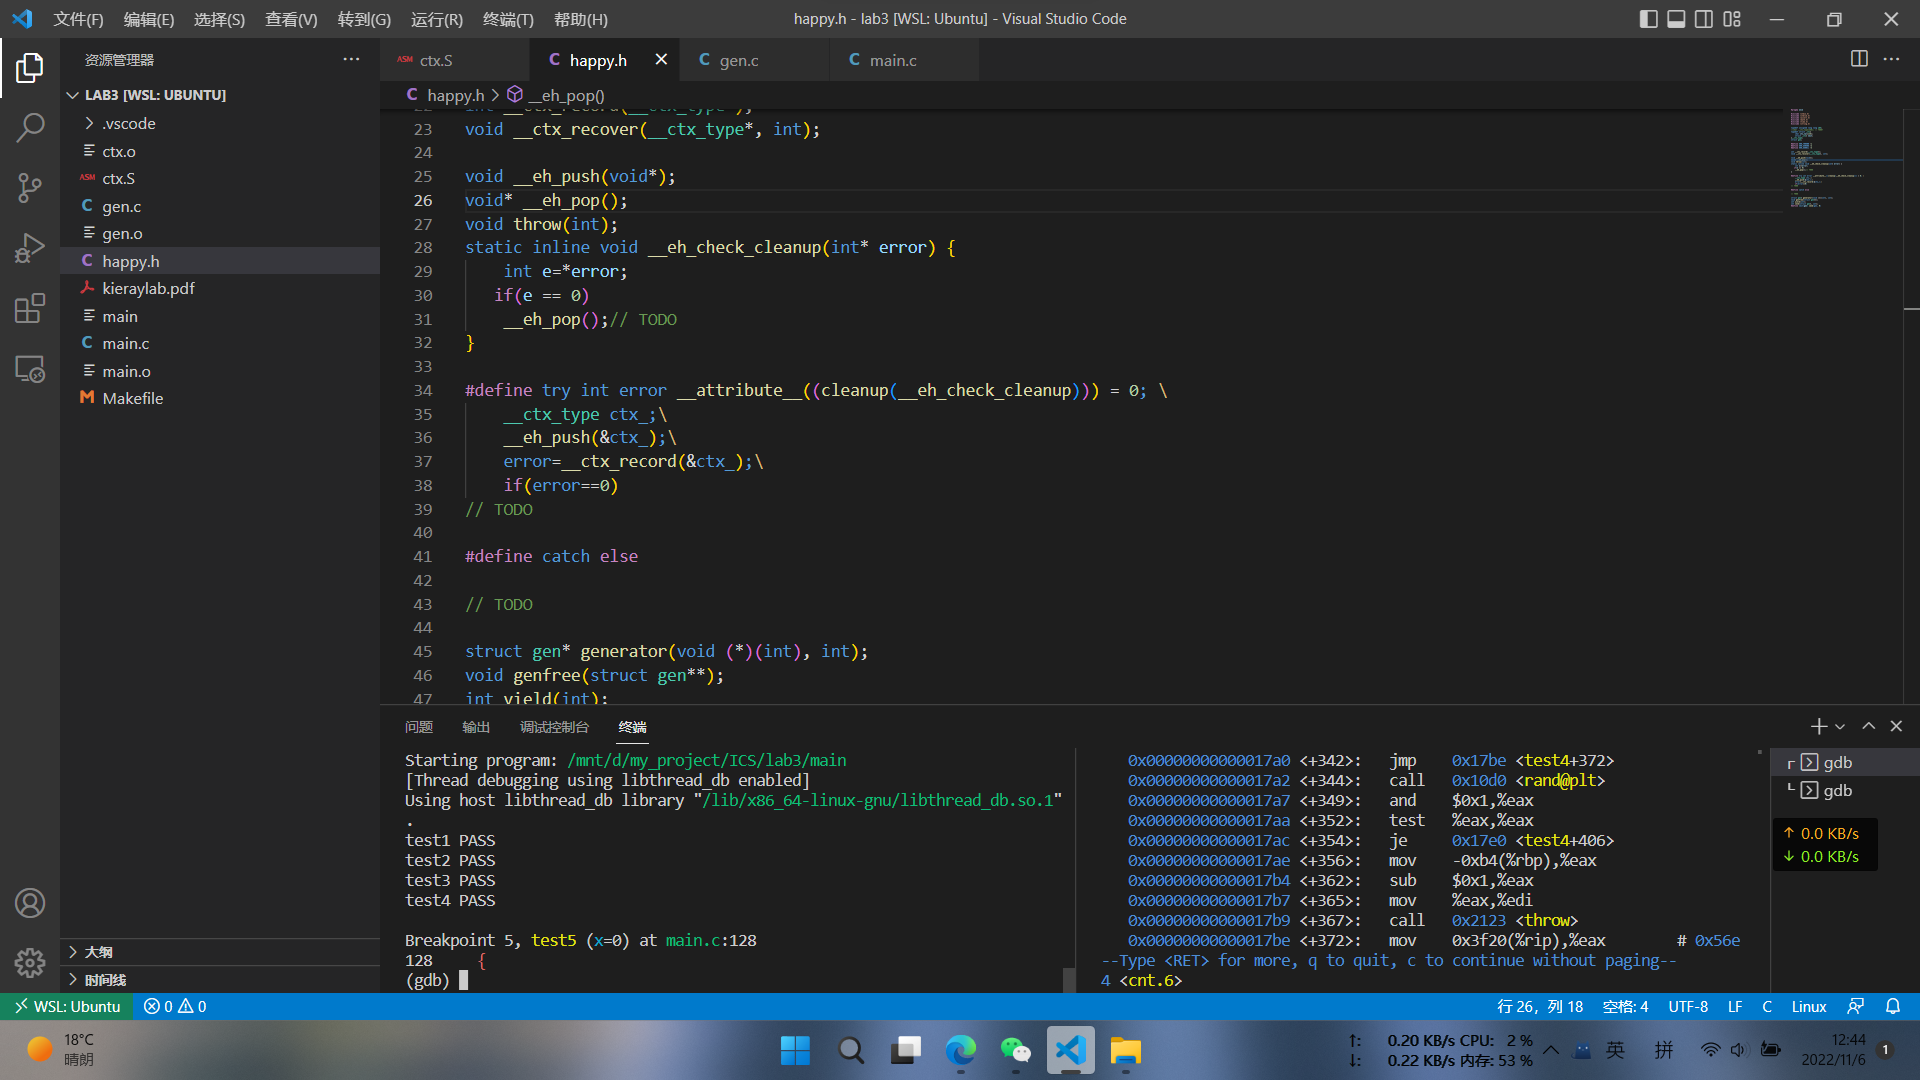 文件(F) 编辑(E) 选择(S) 查看(V) 转到(G) 运行(R) 终端(T) 帮助(H)
happy.h - lab3 [WSL: Ubuntu] - Visual Studio Code
资源管理器
LAB3 [WSL: UBUNTU]
.vscode
ctx.o
ASM ctx.S
C gen.c
gen.o
C happy.h
kieraylab.pdf
main
C main.c
main.o
M Makefile
大纲
时间线
ASM ctx.S
C happy.h
C gen.c
C main.c
C happy.h > __eh_pop()
22 int __ctx_record(__ctx_type*);
23 void __ctx_recover(__ctx_type*, int);
24
25 void __eh_push(void*);
26 void* __eh_pop();
27 void throw(int);
28 static inline void __eh_check_cleanup(int* error) {
29 int e=*error;
30 if(e == 0)
31 __eh_pop();// TODO
32 }
33
34 #define try int error __attribute__((cleanup(__eh_check_cleanup))) = 0; \
35 __ctx_type ctx_;\
36 __eh_push(&ctx_);\
37 error=__ctx_record(&ctx_);\
38 if(error==0)
39 // TODO
40
41 #define catch else
42
43 // TODO
44
45 struct gen* generator(void (*)(int), int);
46 void genfree(struct gen**);
47 int yield(int);
问题 输出 调试控制台 终端
Starting program: /mnt/d/my_project/ICS/lab3/main
[Thread debugging using libthread_db enabled]
Using host libthread_db library "/lib/x86_64-linux-gnu/libthread_db.so.1"
.
test1 PASS
test2 PASS
test3 PASS
test4 PASS
Breakpoint 5, test5 (x=0) at main.c:128
128 {
(gdb)
0x00000000000017a0 <+342>: jmp 0x17be <test4+372>
0x00000000000017a2 <+344>: call 0x10d0 <rand@plt>
0x00000000000017a7 <+349>: and $0x1,%eax
0x00000000000017aa <+352>: test %eax,%eax
0x00000000000017ac <+354>: je 0x17e0 <test4+406>
0x00000000000017ae <+356>: mov -0xb4(%rbp),%eax
0x00000000000017b4 <+362>: sub $0x1,%eax
0x00000000000017b7 <+365>: mov %eax,%edi
0x00000000000017b9 <+367>: call 0x2123 <throw>
0x00000000000017be <+372>: mov 0x3f20(%rip),%eax # 0x56e
--Type <RET> for more, q to quit, c to continue without paging--
4 <cnt.6>
gdb
gdb
↑ 0.0 KB/s
↓ 0.0 KB/s
WSL: Ubuntu 0 0
行 26，列 18 空格: 4 UTF-8 LF C Linux
18°C
晴朗
↑: 0.20 KB/s CPU: 2 %
↓: 0.22 KB/s 内存: 53 %
英 拼
12:44
2022/11/6
1